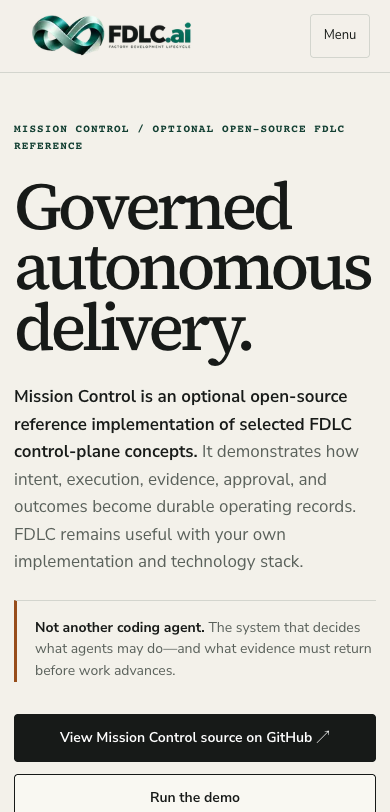 FDLC.ai
FACTORY DEVELOPMENT LIFECYCLE
Menu
MISSION CONTROL / OPTIONAL OPEN-SOURCE FDLC
REFERENCE
Governed
autonomous
delivery.
Mission Control is an optional open-source
reference implementation of selected FDLC
control-plane concepts. It demonstrates how
intent, execution, evidence, approval, and
outcomes become durable operating records.
FDLC remains useful with your own
implementation and technology stack.
Not another coding agent. The system that decides
what agents may do—and what evidence must return
before work advances.
View Mission Control source on GitHub ↗
Run the demo